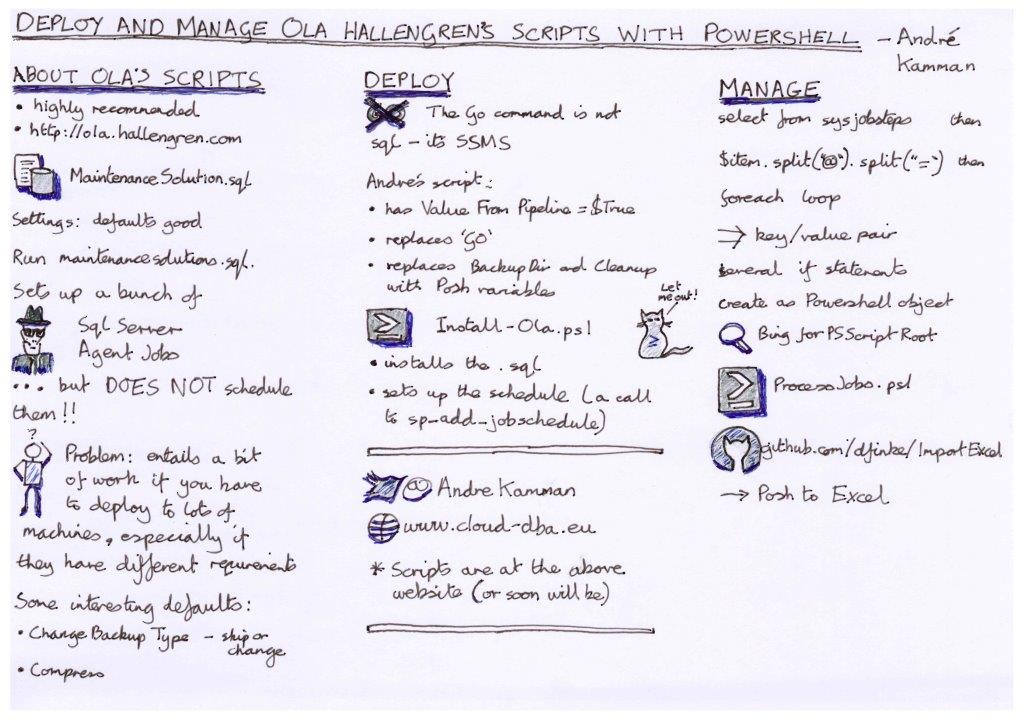 DEPLOY AND MANAGE OLA HALLENGREN'S SCRIPTS WITH POWERSHELL - André
Kamman
ABOUT OLA'S SCRIPTS
• highly recommended
• http://ola.hallengren.com
MaintenanceSolution.sql
Settings: defaults good
Run maintenancesolutions.sql.
Sets up a bunch of
Sql Server
Agent Jobs
... but DOES NOT schedule
them!!
?
Problem: entails a bit
of work if you have
to deploy to lots of
machines, especially if
they have different requirements
Some interesting defaults:
• Change Backup Type - skip or
change
• Compress
DEPLOY
GO
The Go command is not
sql - its SSMS
Andre's script:
• has Value From Pipeline = $True
• replaces 'GO'
• replaces BackupDir and Cleanup
with Posh variables
Let
me out!
Install-Ola.ps1
• installs the .sql
• sets up the schedule (a call
to sp-add-jobschedule)
Andre Kamman
www.cloud-dba.eu
* Scripts are at the above
website (or soon will be)
MANAGE
select from sysjobsteps then
$item.split("@").split("=") then
foreach loop
⇒ key/value pair
several if statements
create as Powershell object
Bing for PSScriptRoot
ProcessJobs.ps1
github.com/dfinke/ImportExcel
→ Posh to Excel